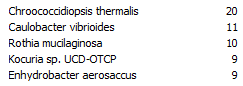 Chroococcidiopsis thermalis 20
Caulobacter vibrioides 11
Rothia mucilaginosa 10
Kocuria sp. UCD-OTCP 9
Enhydrobacter aerosaccus 9